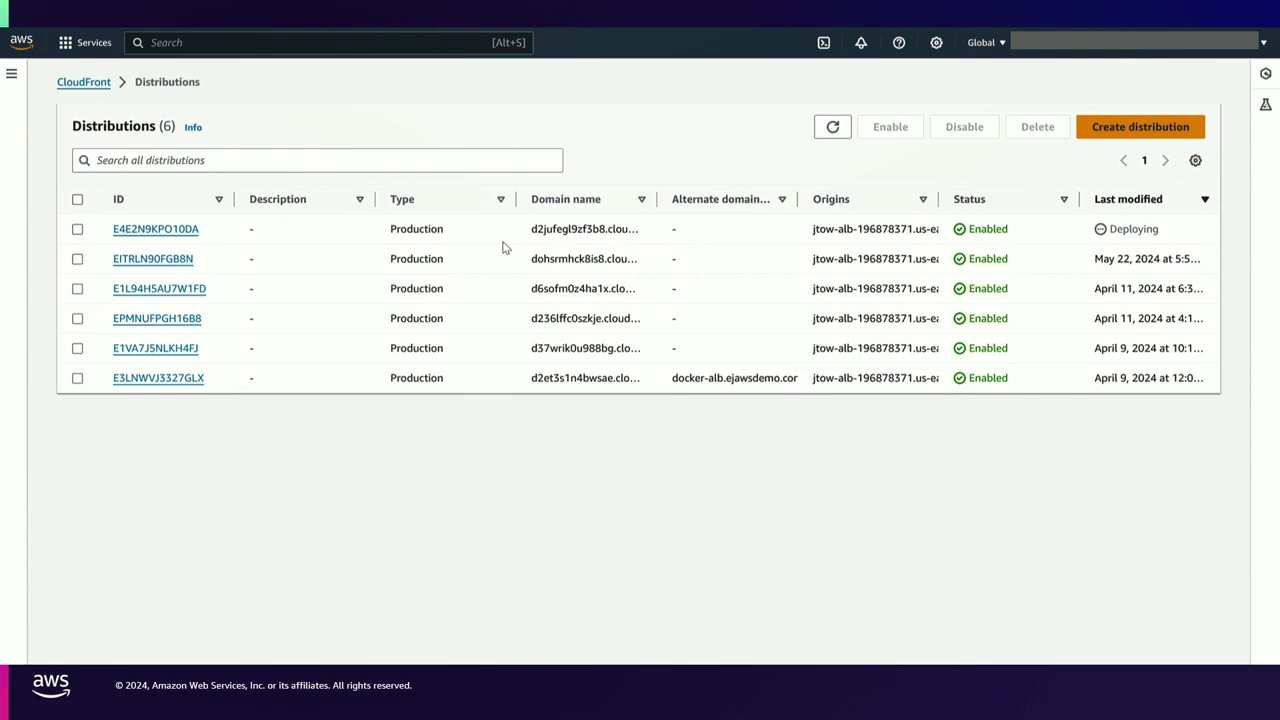 aws Services Search [Alt+S] Global
CloudFront Distributions
Distributions (6) Info Enable Disable Delete Create distribution
Search all distributions 1
ID Description Type Domain name Alternate domain... Origins Status Last modified
E4E2N9KPO10DA - Production d2jufegl9zf3b8.clou... - jtow-alb-196878371.us-ea Enabled Deploying
EITRLN90FGB8N - Production dohsrmhck8is8.clou... - jtow-alb-196878371.us-ea Enabled May 22, 2024 at 5:5...
E1L94H5AU7W1FD - Production d6sofm0z4ha1x.clo... - jtow-alb-196878371.us-ea Enabled April 11, 2024 at 6:3...
EPMNUFPGH16B8 - Production d236lffc0szkje.cloud... - jtow-alb-196878371.us-ea Enabled April 11, 2024 at 4:1...
E1VA7J5NLKH4FJ - Production d37wrik0u988bg.clo... - jtow-alb-196878371.us-ea Enabled April 9, 2024 at 10:1...
E3LNWVJ3327GLX - Production d2et3s1n4bwsae.clo... docker-alb.ejawsdemo.cor jtow-alb-196878371.us-ea Enabled April 9, 2024 at 12:0...
aws © 2024, Amazon Web Services, Inc. or its affiliates. All rights reserved.